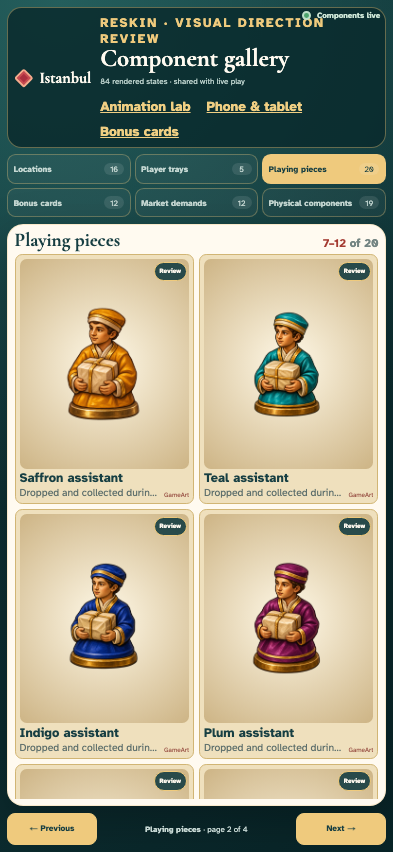 Components live
RESKIN · VISUAL DIRECTION
REVIEW
Istanbul
Component gallery
84 rendered states · shared with live play
Animation lab Phone & tablet
Bonus cards
Locations 16
Player trays 5
Playing pieces 20
Bonus cards 12
Market demands 12
Physical components 19
Playing pieces
7–12 of 20
Review
Review
Saffron assistant
Dropped and collected durin... GameArt
Teal assistant
Dropped and collected durin... GameArt
Review
Review
Indigo assistant
Dropped and collected durin... GameArt
Plum assistant
Dropped and collected durin... GameArt
Review
Review
← Previous
Playing pieces · page 2 of 4
Next →